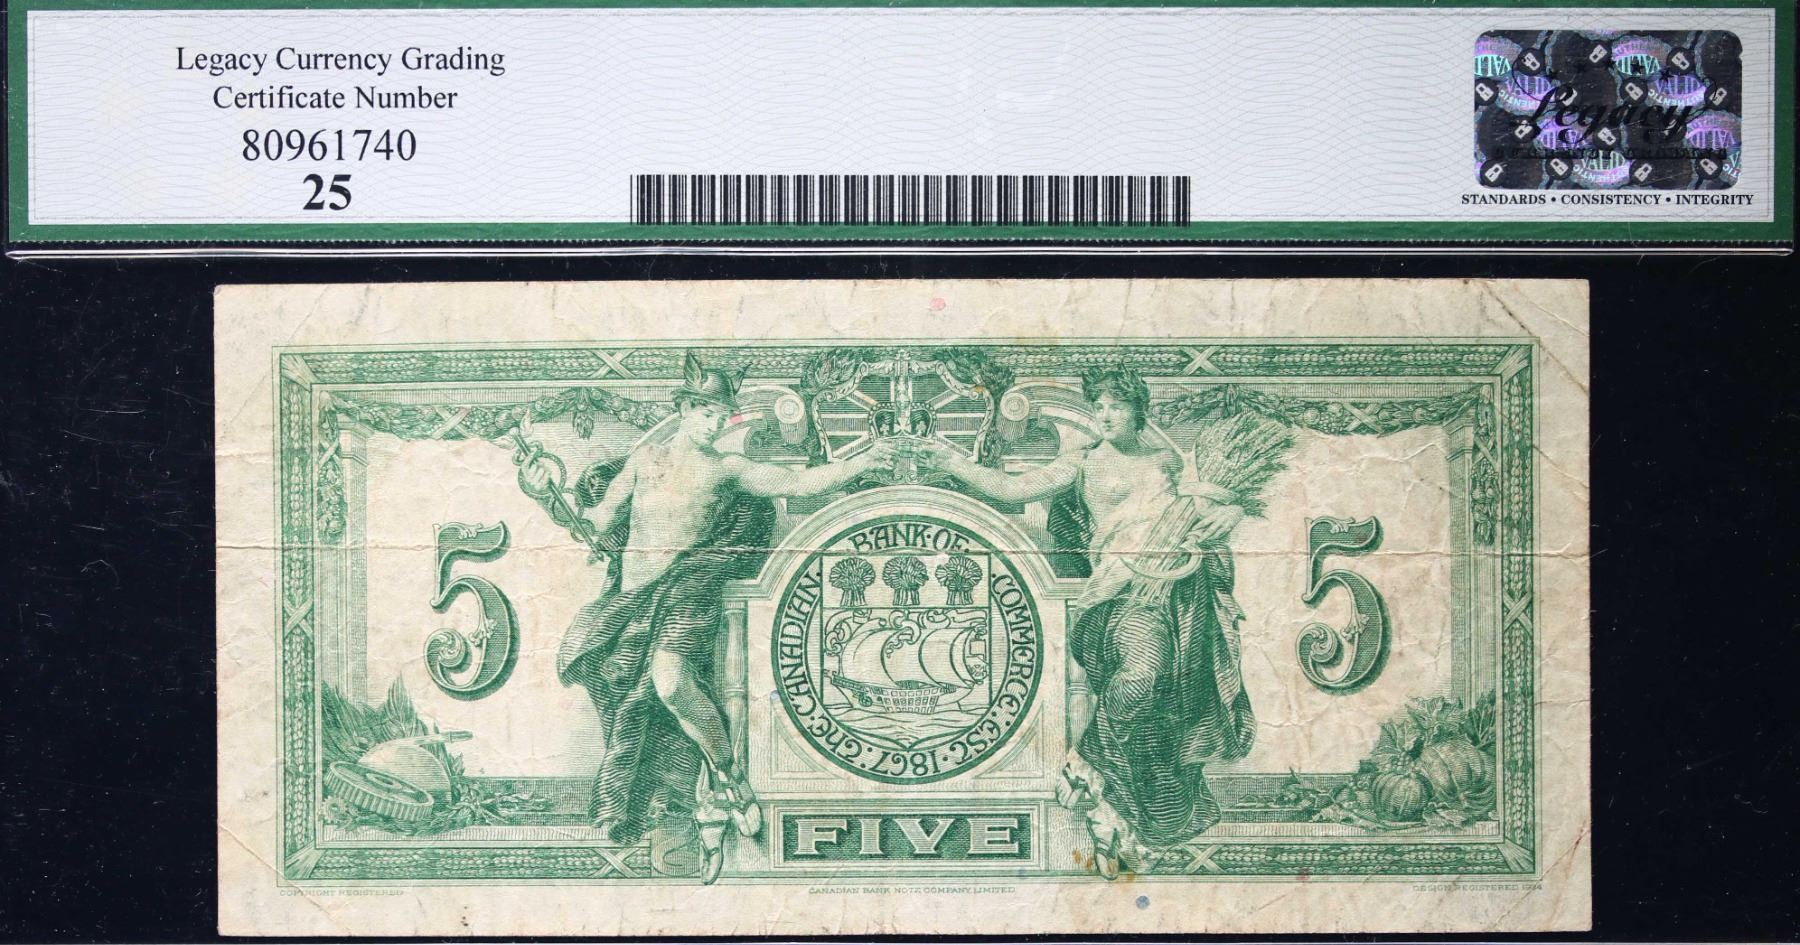 Legacy Currency Grading
Certificate Number
80961740
25
Legacy
STANDARDS • CONSISTENCY • INTEGRITY
5
5
THE · CANADIAN · BANK · OF · COMMERCE · EST · 1867 ·
FIVE
COPYRIGHT REGISTERED
CANADIAN BANK NOTE COMPANY, LIMITED
DESIGN REGISTERED